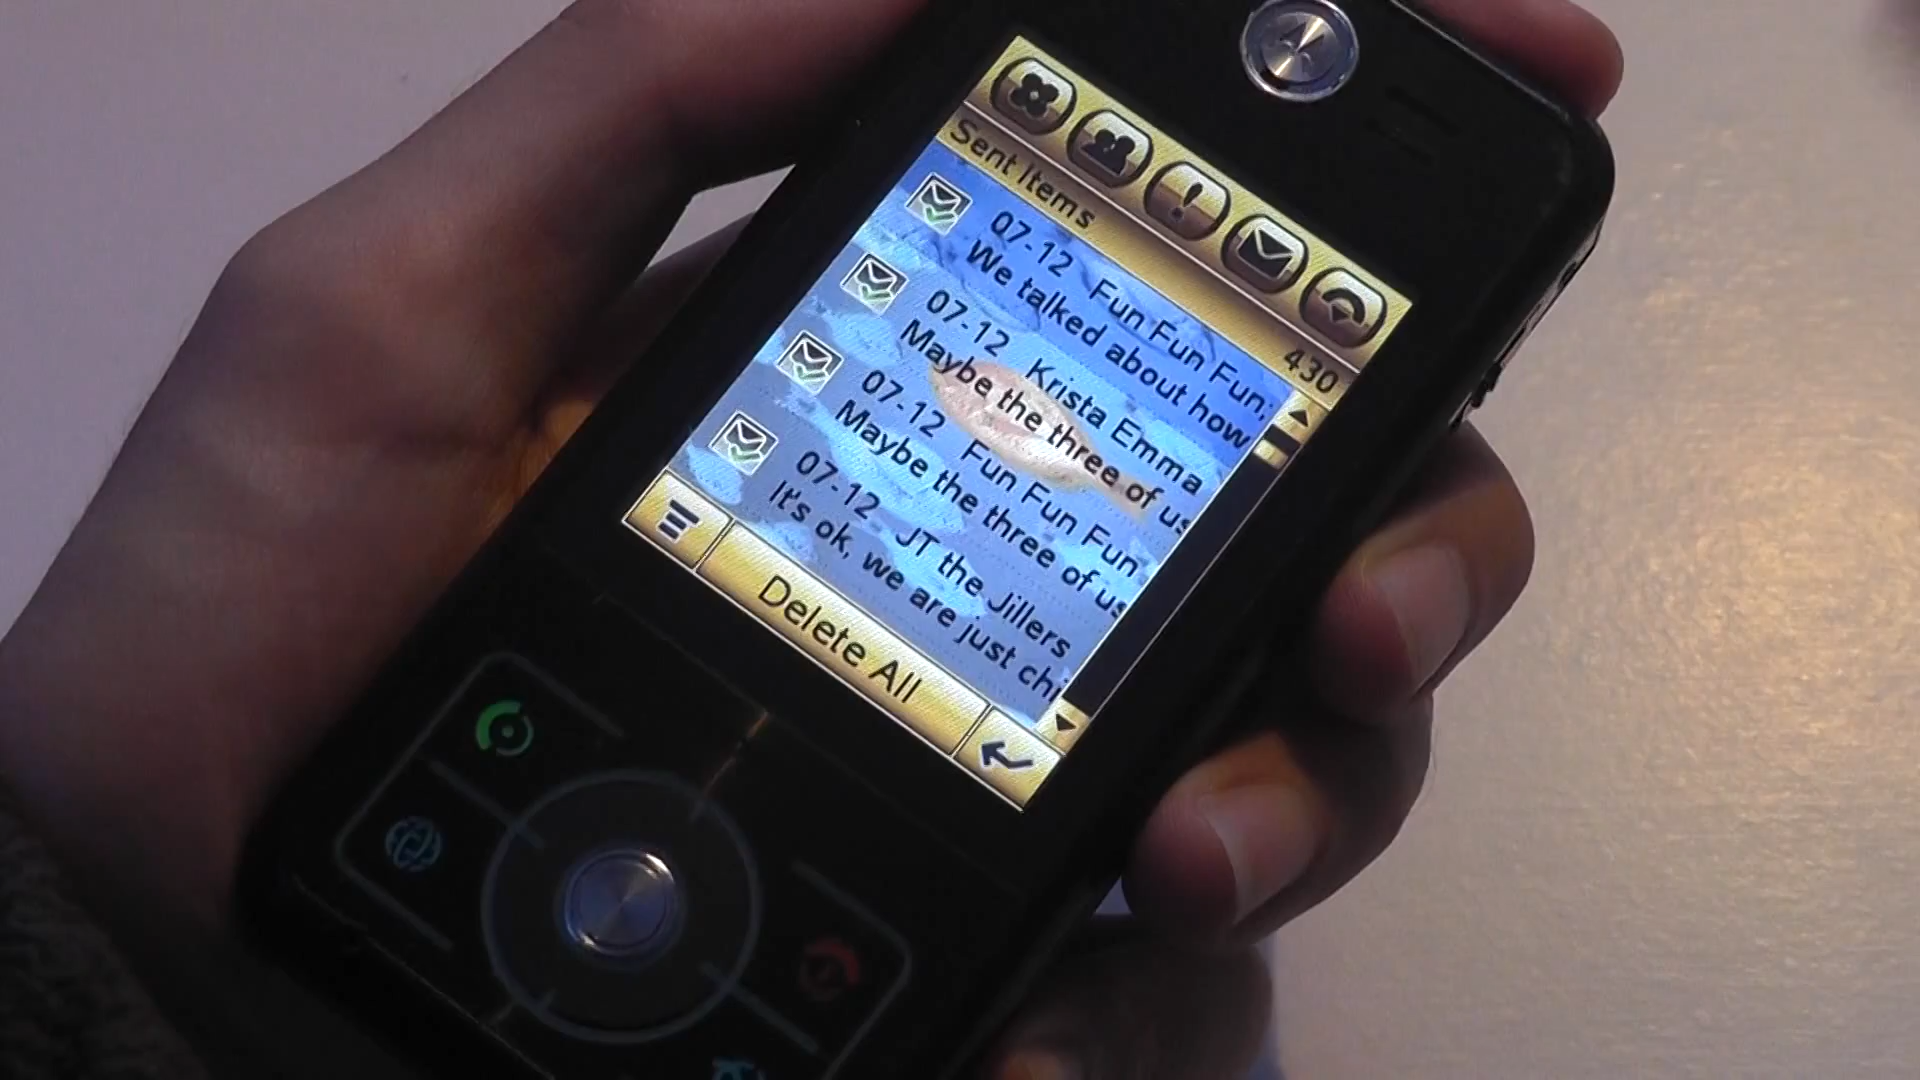 Sent Items
430
07-12 Fun Fun Fun;
We talked about how
07-12 Krista Emma
Maybe the three of us
07-12 Fun Fun Fun
Maybe the three of us
07-12 JT the Jillers
It's ok, we are just chi
Delete All